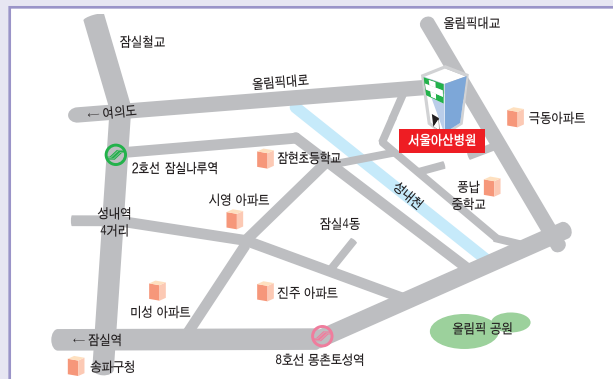 잠실철교
올림픽대교
올림픽대로
← 여의도
극동아파트
서울아산병원
2호선 잠실나루역
잠현초등학교
풍납
중학교
성내천
시영 아파트
성내역
4거리
잠실4동
미성 아파트
진주 아파트
올림픽 공원
← 잠실역
8호선 몽촌토성역
송파구청